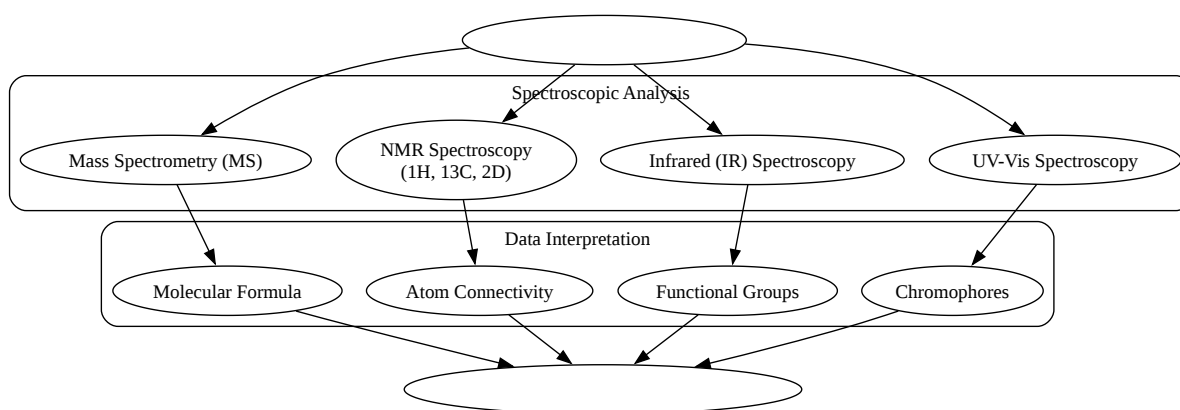 Spectroscopic Analysis
Mass Spectrometry (MS)
NMR Spectroscopy
(1H, 13C, 2D)
Infrared (IR) Spectroscopy
UV-Vis Spectroscopy
Data Interpretation
Molecular Formula
Atom Connectivity
Functional Groups
Chromophores